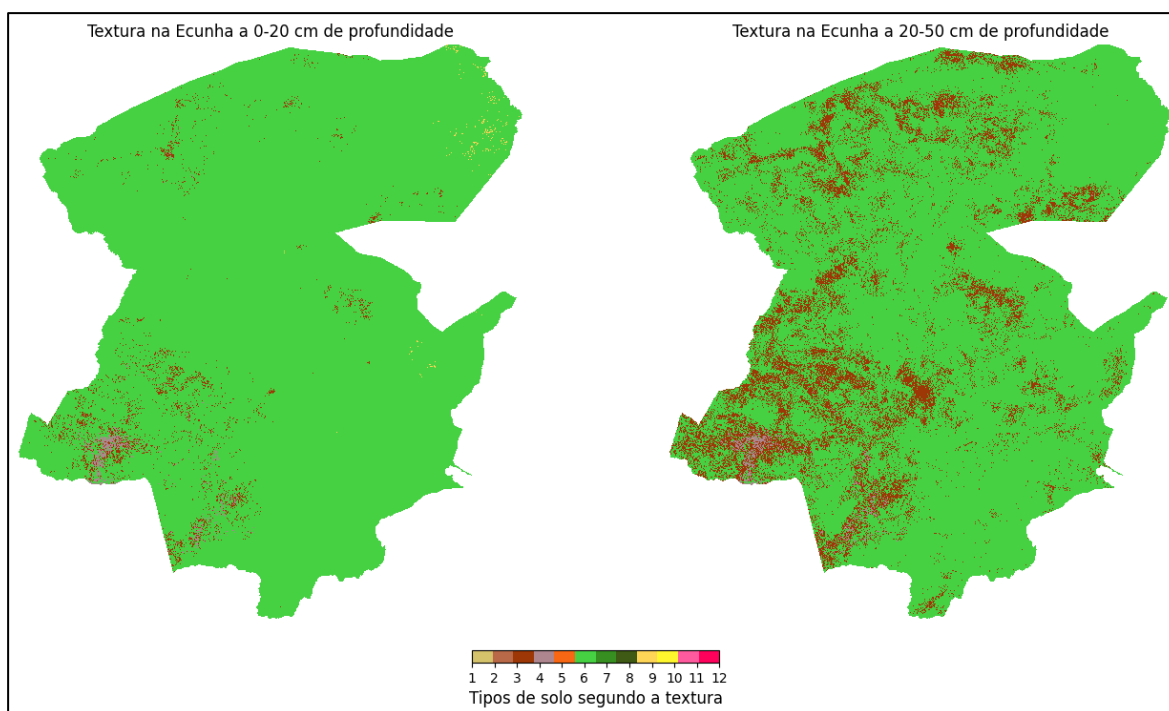 Textura na Ecunha a 0-20 cm de profundidade
Textura na Ecunha a 20-50 cm de profundidade
1 2 3 4 5 6 7 8 9 10 11 12
Tipos de solo segundo a textura